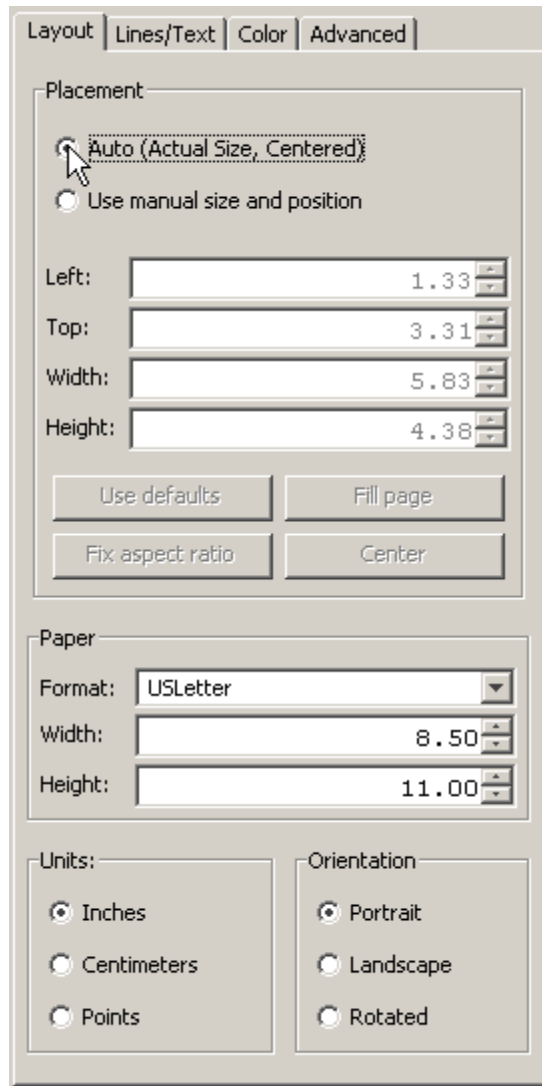 Layout Lines/Text Color Advanced
Placement
Auto (Actual Size, Centered)
Use manual size and position
Left: 1.33
Top: 3.31
Width: 5.83
Height: 4.38
Use defaults Fill page
Fix aspect ratio Center
Paper
Format: USLetter
Width: 8.50
Height: 11.00
Units: Orientation
Inches Portrait
Centimeters Landscape
Points Rotated